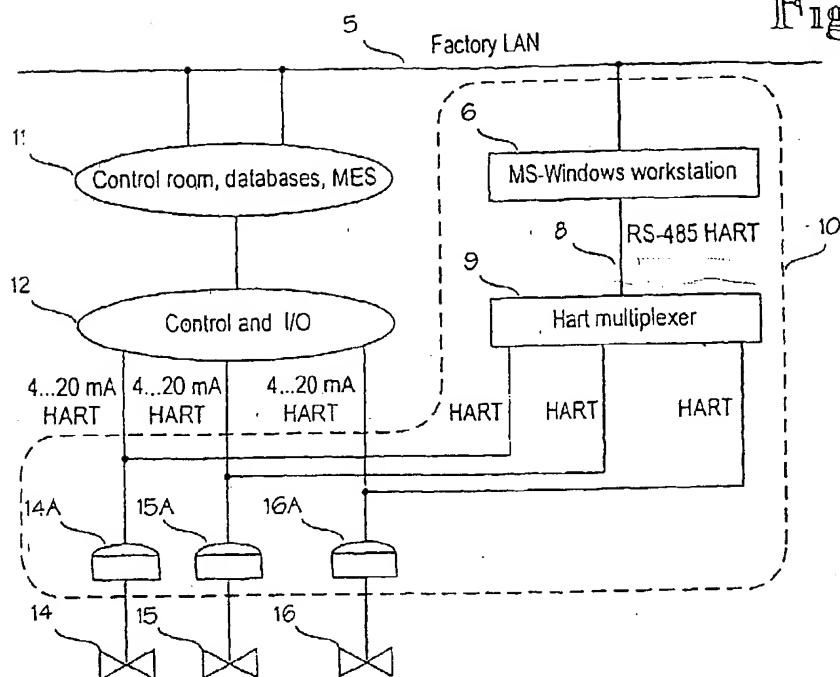 Fig
5
Factory LAN
11
6
Control room, databases, MES
MS-Windows workstation
8
RS-485 HART
10
9
12
Control and I/O
Hart multiplexer
4...20 mA
HART
4...20 mA
HART
4...20 mA
HART
HART
HART
HART
14A
15A
16A
14
15
16